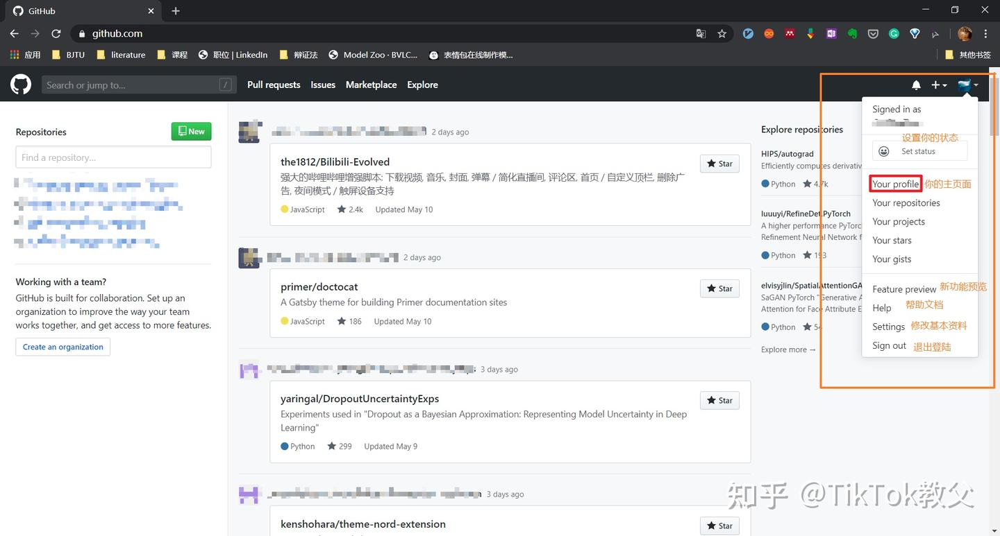 GitHub
github.com
应用
BJTU
literature
课程
职位 | LinkedIn
辩证法
Model Zoo · BVLC...
表情包在线制作模...
其他书签
Search or jump to...
/
Pull requests
Issues
Marketplace
Explore
Repositories
New
Find a repository...
Working with a team?
GitHub is built for collaboration. Set up an
organization to improve the way your team
works together, and get access to more features.
Create an organization
2 days ago
the1812/Bilibili-Evolved
Star
强大的哔哩哔哩增强脚本: 下载视频, 音乐, 封面, 弹幕 / 简化直播间, 评论区, 首页 / 自定义顶栏, 删除广
告, 夜间模式 / 触屏设备支持
JavaScript 2.4k Updated May 10
2 days ago
primer/doctocat
Star
A Gatsby theme for building Primer documentation sites
JavaScript 186 Updated May 10
3 days ago
yaringal/DropoutUncertaintyExps
Star
Experiments used in "Dropout as a Bayesian Approximation: Representing Model Uncertainty in Deep
Learning"
Python 299 Updated May 9
3 days ago
kenshohara/theme-nord-extension
Star
Explore repositories
HIPS/autograd
Efficiently computes derivativ
Python 4.7k
luuuyi/RefineDet.PyTorch
A higher performance PyTorc
Refinement Neural Network f
Python 193
elvisyjlin/SpatialAttentionGA
SaGAN PyTorch "Generative A
Attention for Face Attribute E
Python 54
Explore more →
Signed in as
设置你的状态
Set status
Your profile 你的主页面
Your repositories
Your projects
Your stars
Your gists
Feature preview 新功能预览
Help 帮助文档
Settings 修改基本资料
Sign out 退出登陆
知乎 @TikTok教父